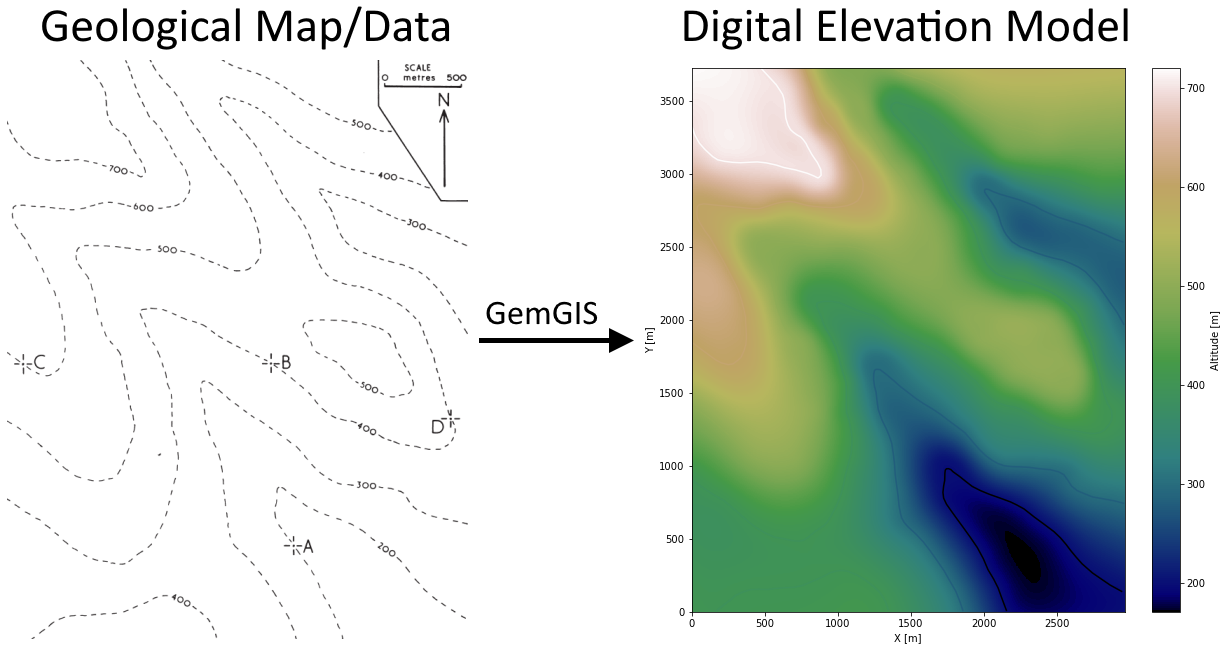 Geological Map/Data
Digital Elevation Model
SCALE
0 metres 500
N
500
400
300
700
600
500
C
B
500
D
400
300
A
200
400
GemGIS
3500
3000
2500
2000
1500
1000
500
0
Y [m]
0 500 1000 1500 2000 2500
X [m]
700
600
500
400
300
200
Altitude [m]